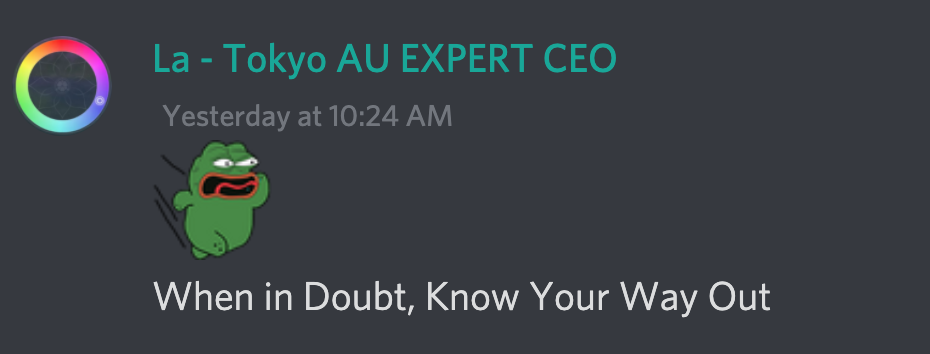 La - Tokyo AU EXPERT CEO
Yesterday at 10:24 AM
When in Doubt, Know Your Way Out